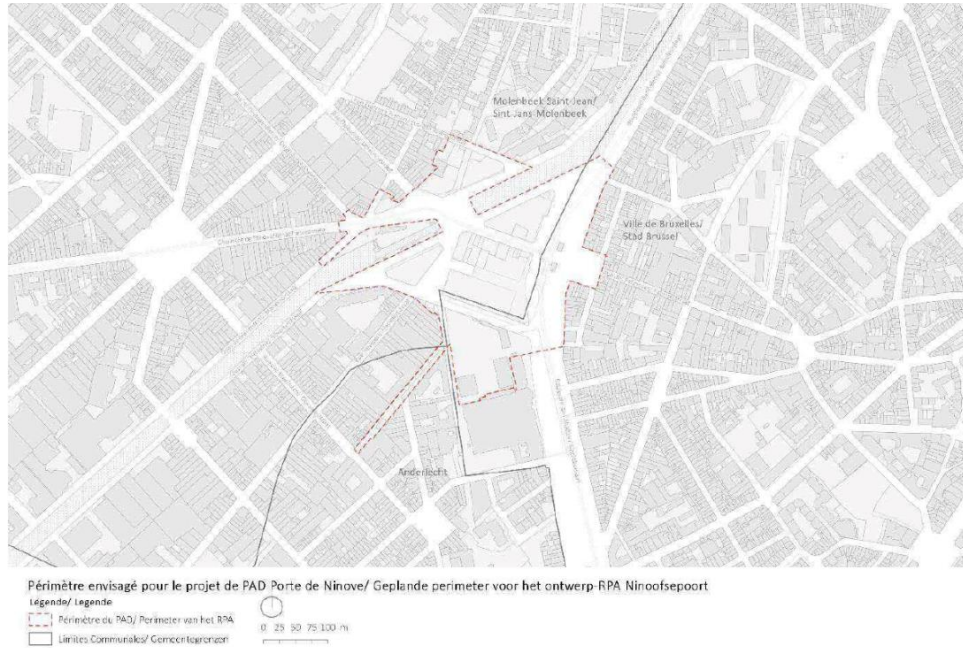 Molenbeek-Saint-Jean/
Sint-Jans-Molenbeek
Ville de Bruxelles/
Stad Brussel
Anderlecht
Périmètre envisagé pour le projet de PAD Porte de Ninove/ Geplande perimeter voor het ontwerp-RPA Ninoofsepoort
Légende/ Legende
Périmètre du PAD/ Perimeter van het RPA
0 25 50 75 100 m
Limites Communales/ Gemeentegrenzen